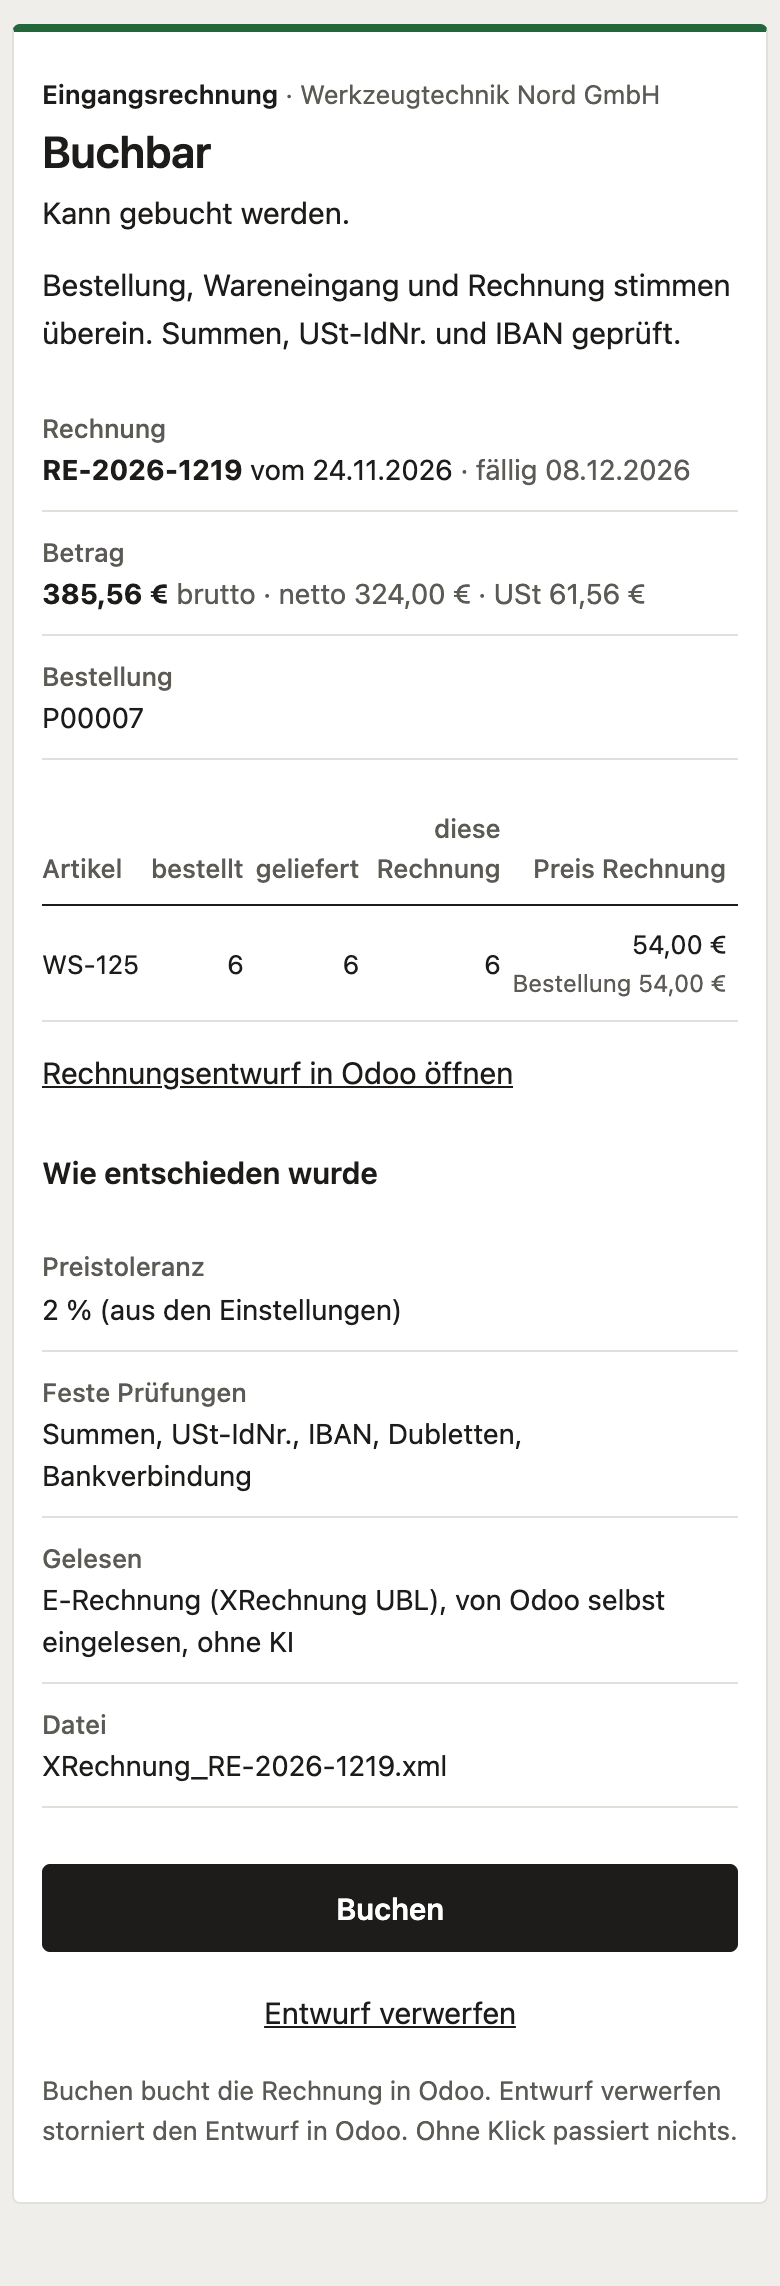 Eingangsrechnung · Werkzeugtechnik Nord GmbH
Buchbar
Kann gebucht werden.
Bestellung, Wareneingang und Rechnung stimmen
überein. Summen, USt-IdNr. und IBAN geprüft.
Rechnung
RE-2026-1219 vom 24.11.2026 · fällig 08.12.2026
Betrag
385,56 € brutto · netto 324,00 € · USt 61,56 €
Bestellung
P00007
diese
Artikel bestellt geliefert Rechnung Preis Rechnung
54,00 €
WS-125 6 6 6
Bestellung 54,00 €
Rechnungsentwurf in Odoo öffnen
Wie entschieden wurde
Preistoleranz
2 % (aus den Einstellungen)
Feste Prüfungen
Summen, USt-IdNr., IBAN, Dubletten,
Bankverbindung
Gelesen
E-Rechnung (XRechnung UBL), von Odoo selbst
eingelesen, ohne KI
Datei
XRechnung_RE-2026-1219.xml
Buchen
Entwurf verwerfen
Buchen bucht die Rechnung in Odoo. Entwurf verwerfen
storniert den Entwurf in Odoo. Ohne Klick passiert nichts.